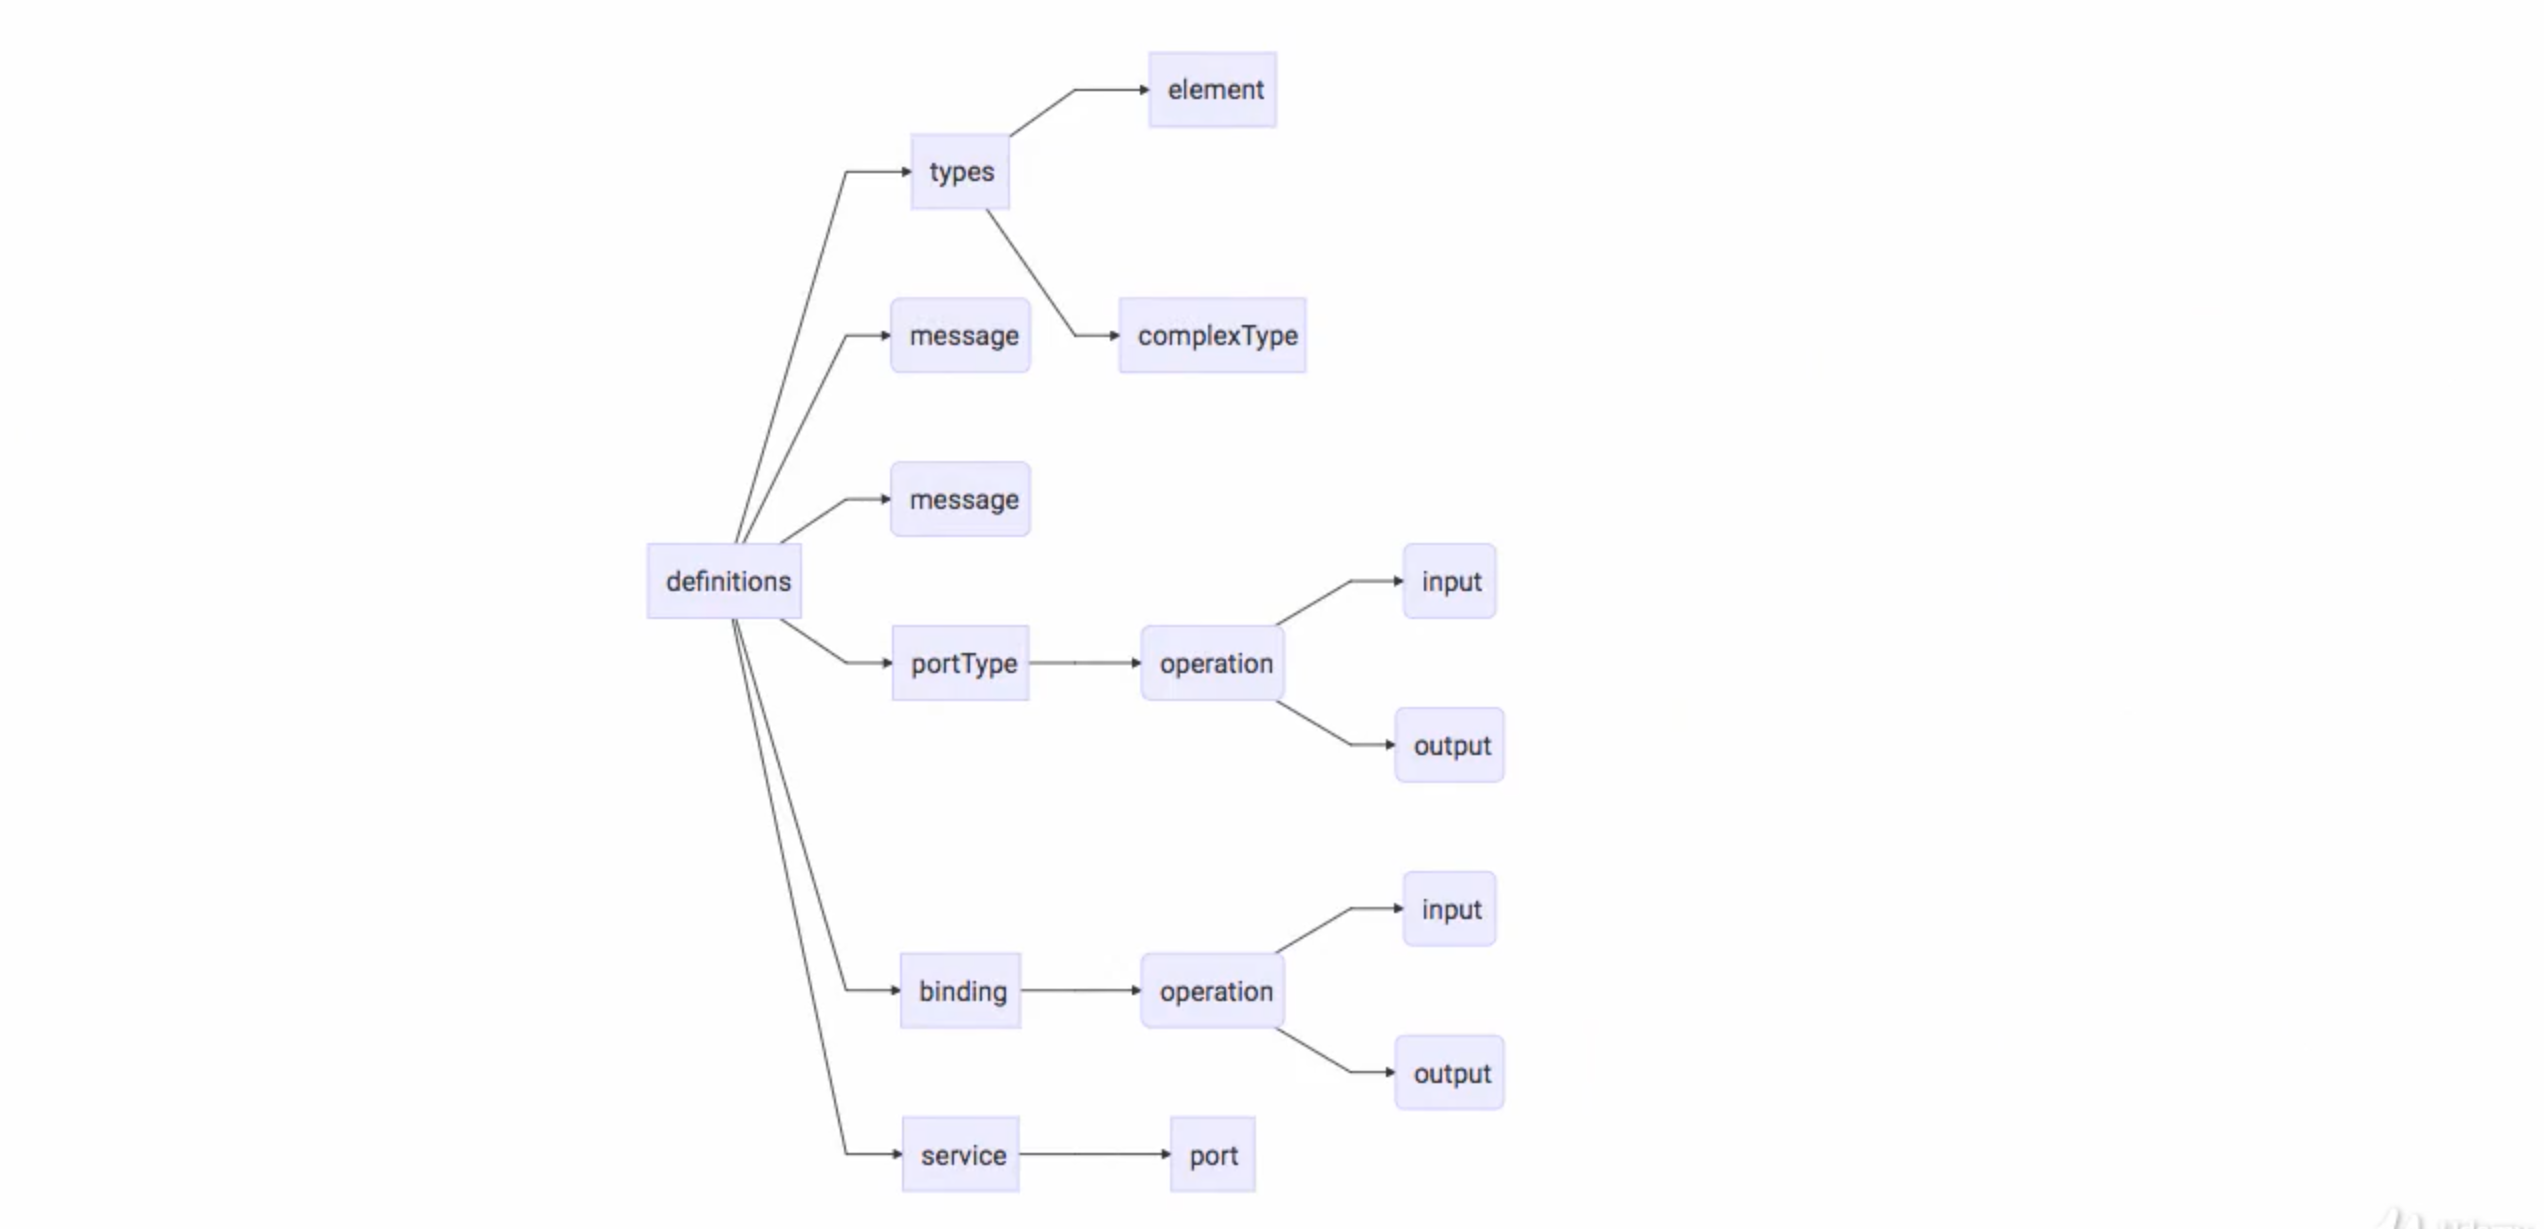 element
types
message
complexType
message
definitions
input
portType
operation
output
input
binding
operation
output
service
port